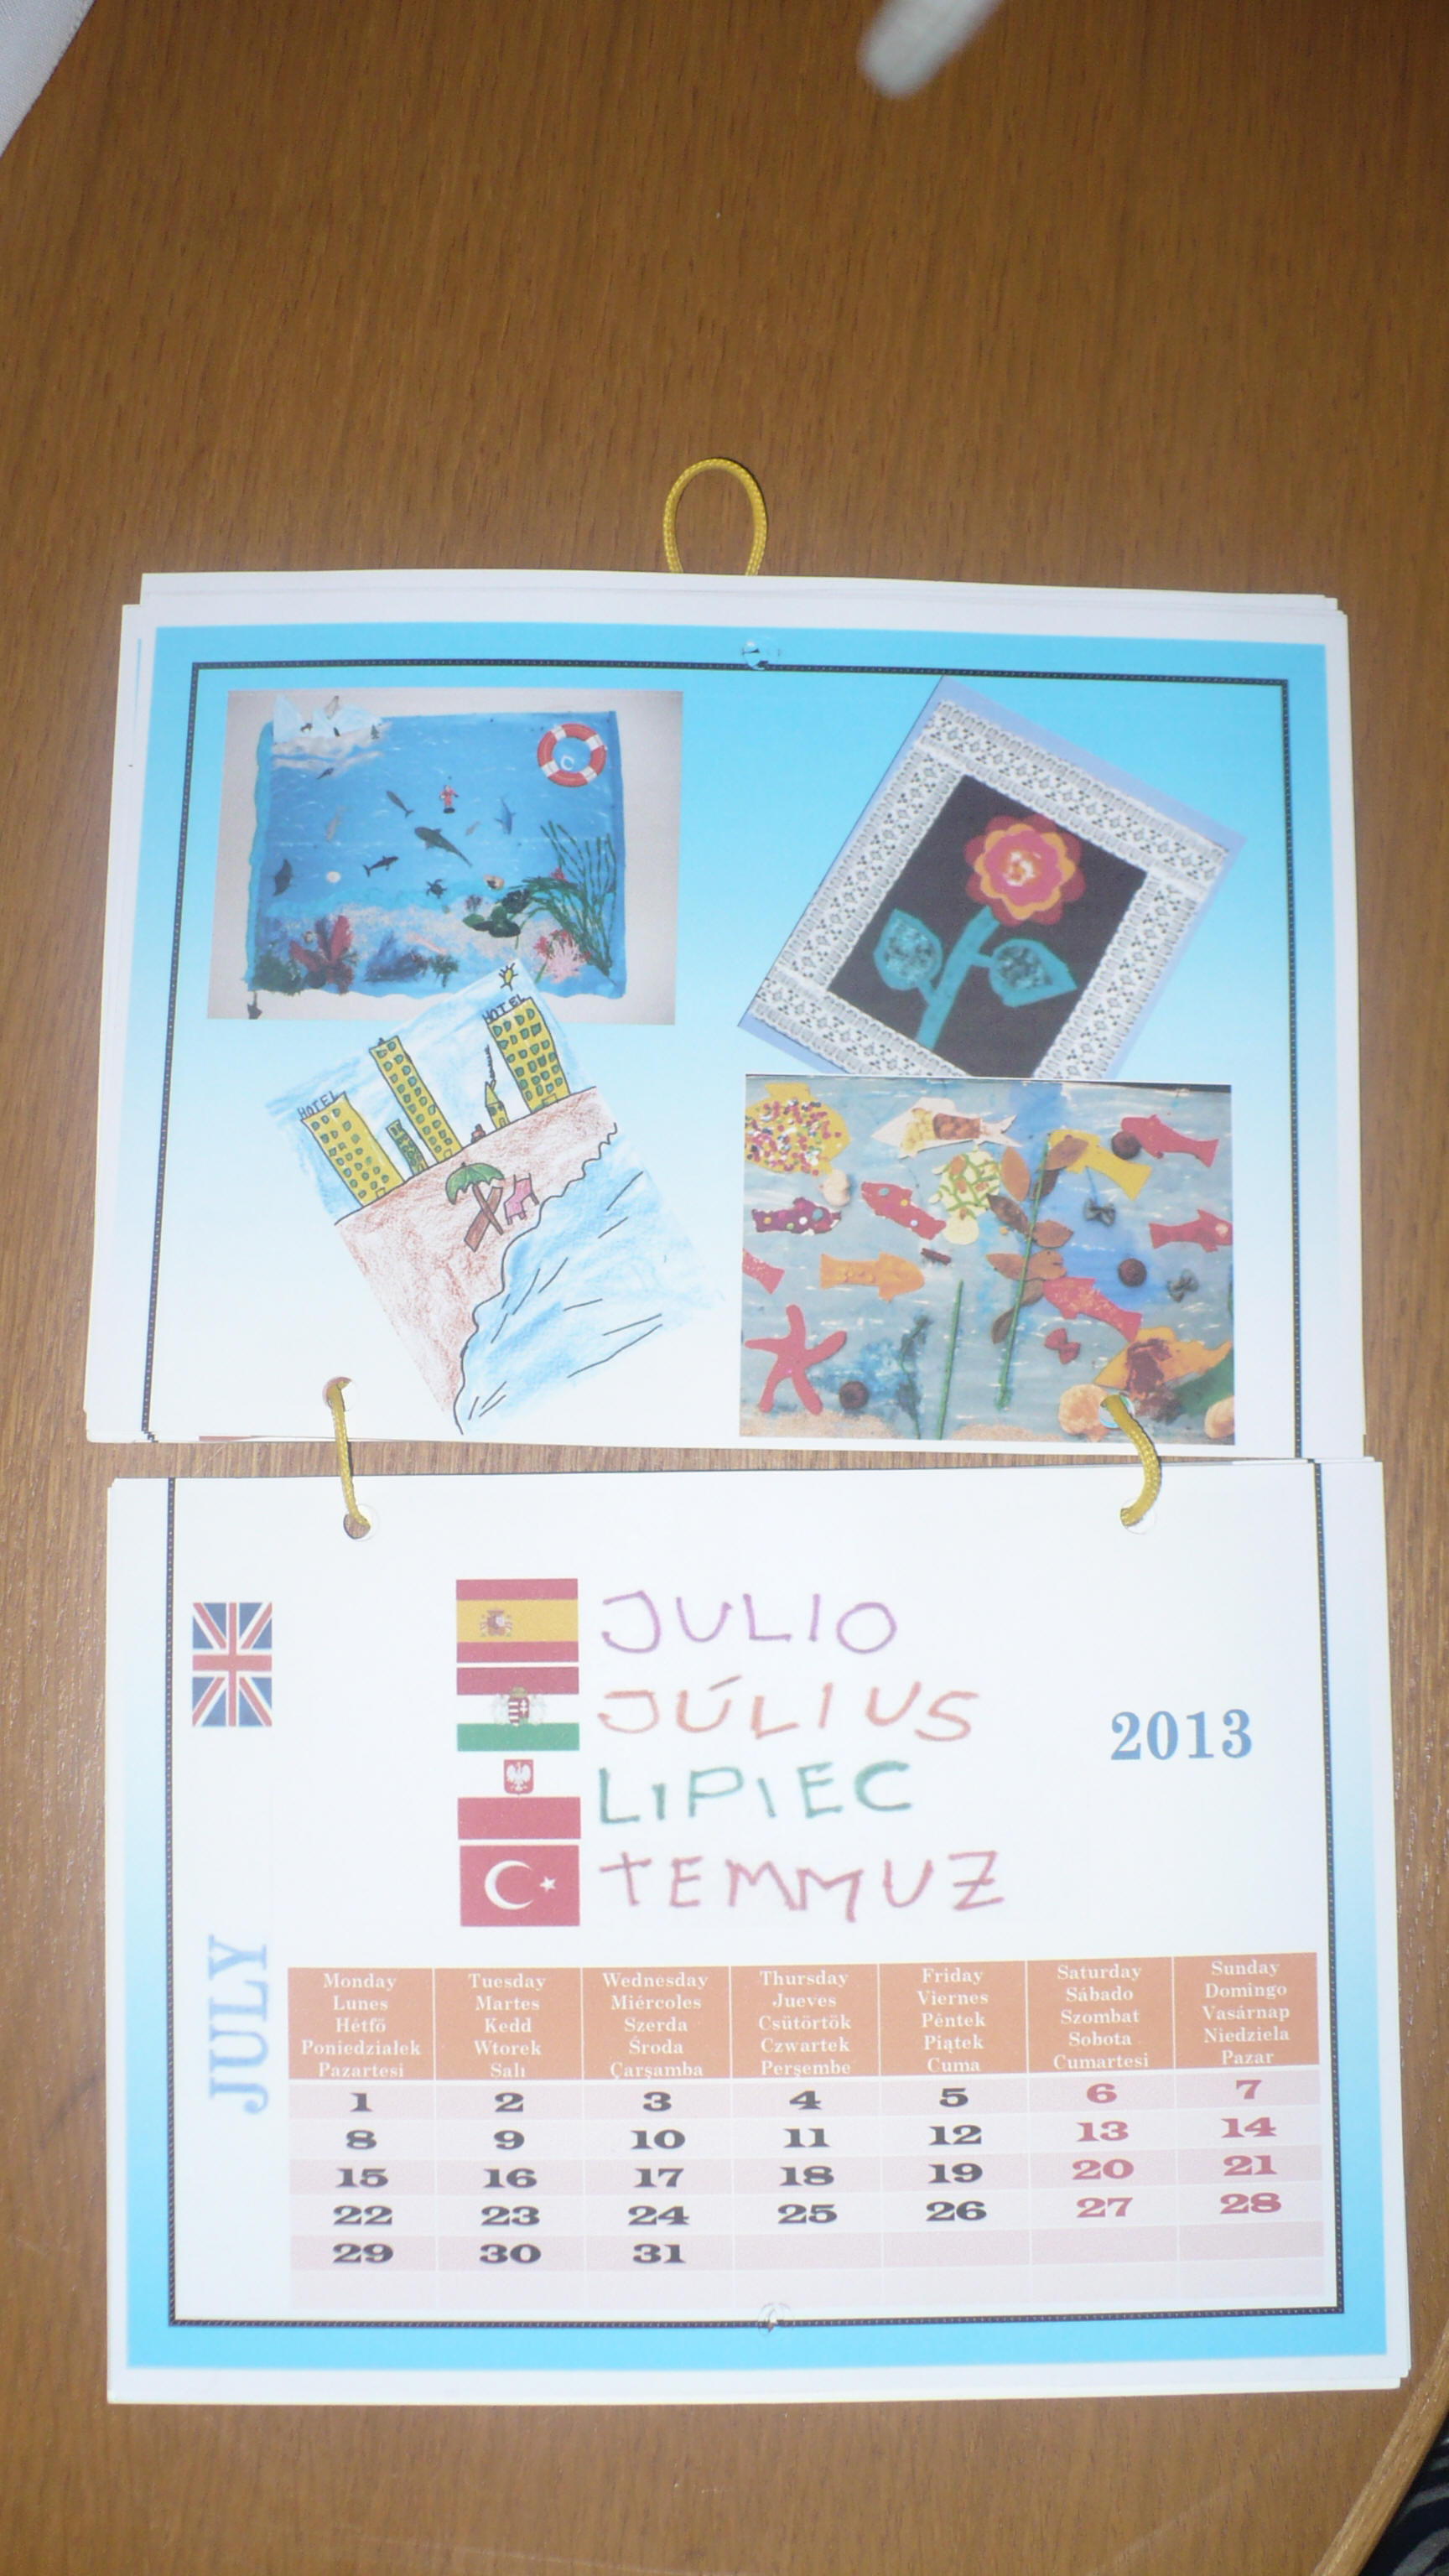 C
HOTEL
HOTEL
JULIO
JÚLIUS
LIPIEC
TEMMUZ
2013
JULY
Monday Tuesday Wednesday Thursday Friday Saturday Sunday
Lunes Martes Miércoles Jueves Viernes Sábado Domingo
Hétfő Kedd Szerda Csütörtök Péntek Szombat Vasárnap
Poniedzialek Wtorek Środa Czwartek Piątek Sobota Niedziela
Pazartesi Salı Çarşamba Perşembe Cuma Cumartesi Pazar
1 2 3 4 5 6 7
8 9 10 11 12 13 14
15 16 17 18 19 20 21
22 23 24 25 26 27 28
29 30 31